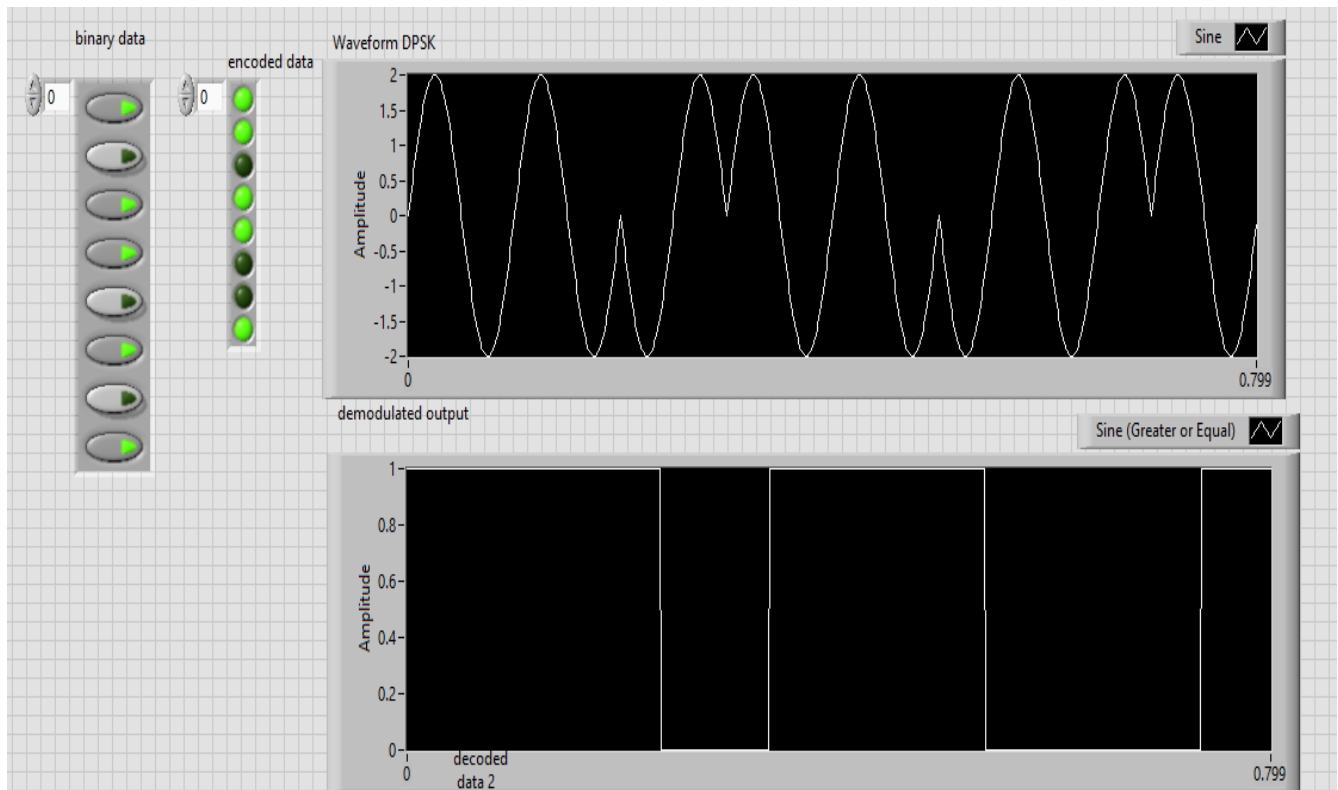 binary data
encoded data
0
0
Waveform DPSK
Sine
Amplitude
2
1.5
1
0.5
0
-0.5
-1
-1.5
-2
0
0.799
demodulated output
Sine (Greater or Equal)
Amplitude
1
0.8
0.6
0.4
0.2
0
0
0.799
decoded
data 2